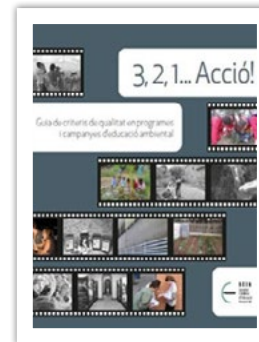 3, 2, 1... Acció!
Guia de criteris de qualitat en programes
i campanyes d'educació ambiental